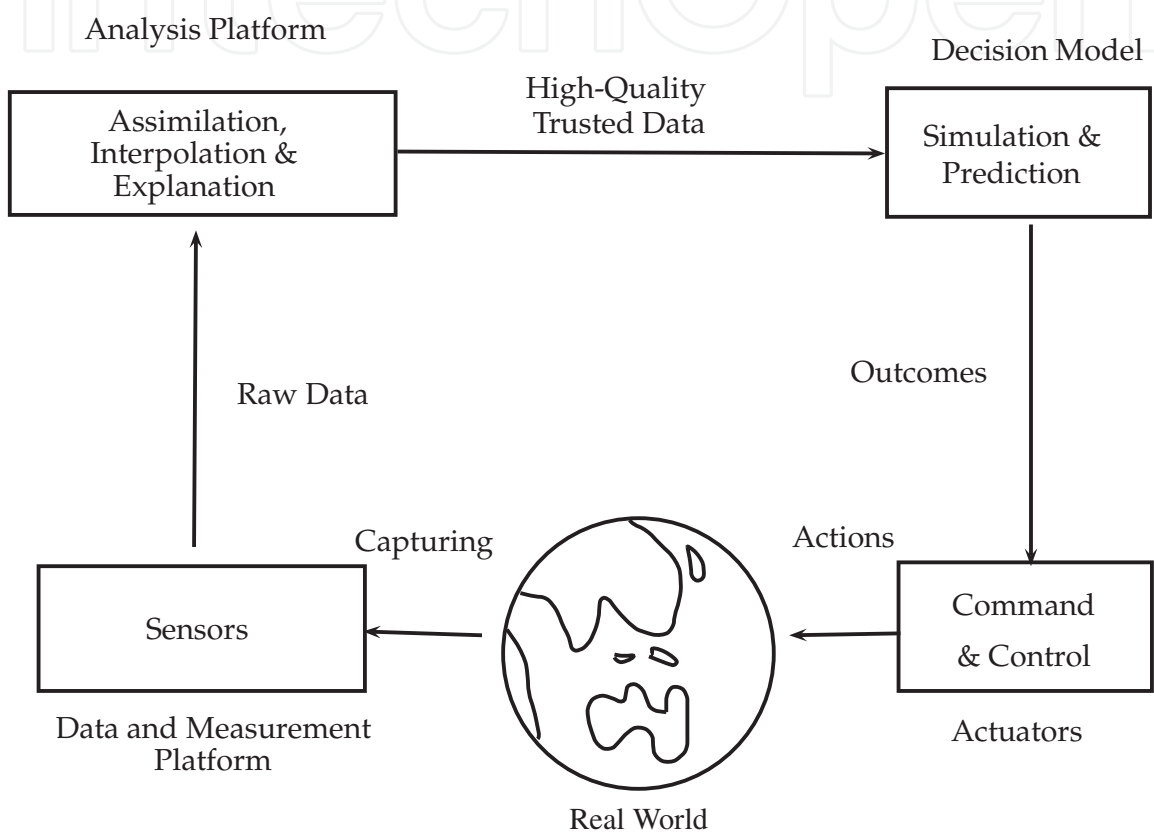 IntechOpen
Analysis Platform
Decision Model
High-Quality
Trusted Data
Assimilation,
Interpolation &
Explanation
Simulation &
Prediction
Outcomes
Raw Data
Capturing
Actions
Sensors
Command
& Control
Data and Measurement
Platform
Actuators
Real World